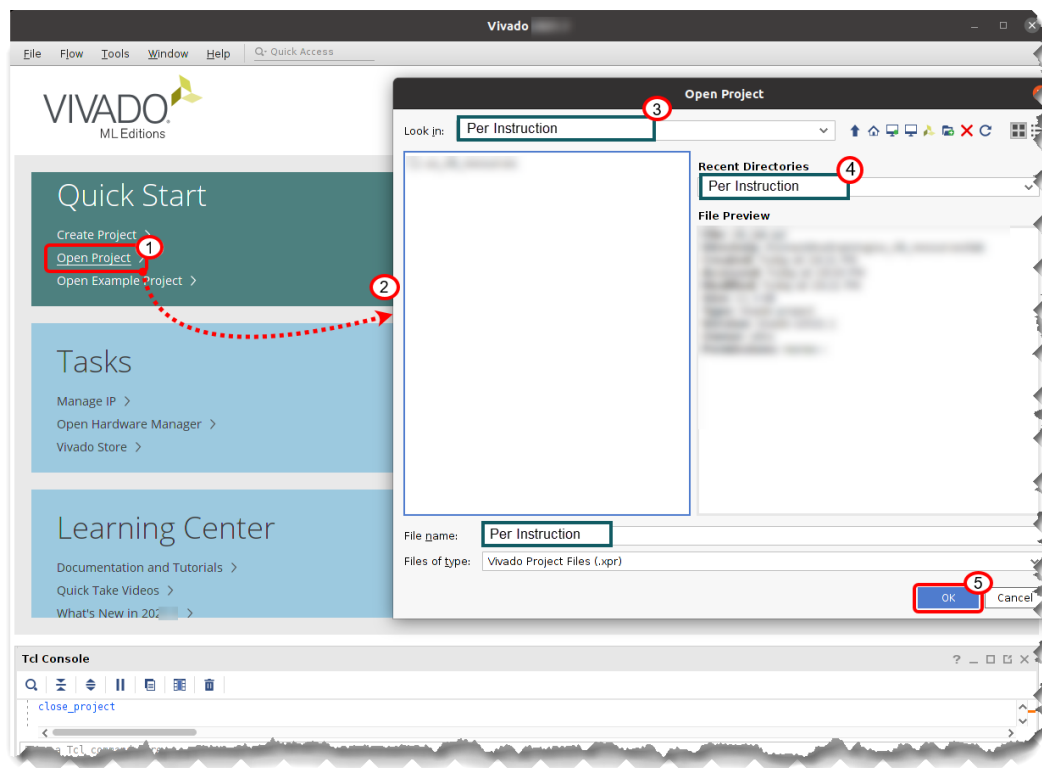 Vivado
File Flow Tools Window Help Quick Access
VIVADO
ML Editions
Quick Start
Create Project
1
Open Project
Open Example Project
2
Tasks
Manage IP
Open Hardware Manager
Vivado Store
Learning Center
Documentation and Tutorials
Quick Take Videos
What's New in 202
Open Project
3
Look in: Per Instruction
Recent Directories
4
Per Instruction
File Preview
File name: Per Instruction
Files of type: Vivado Project Files (.xpr)
5
OK Cancel
Tcl Console
close_project
a Tcl